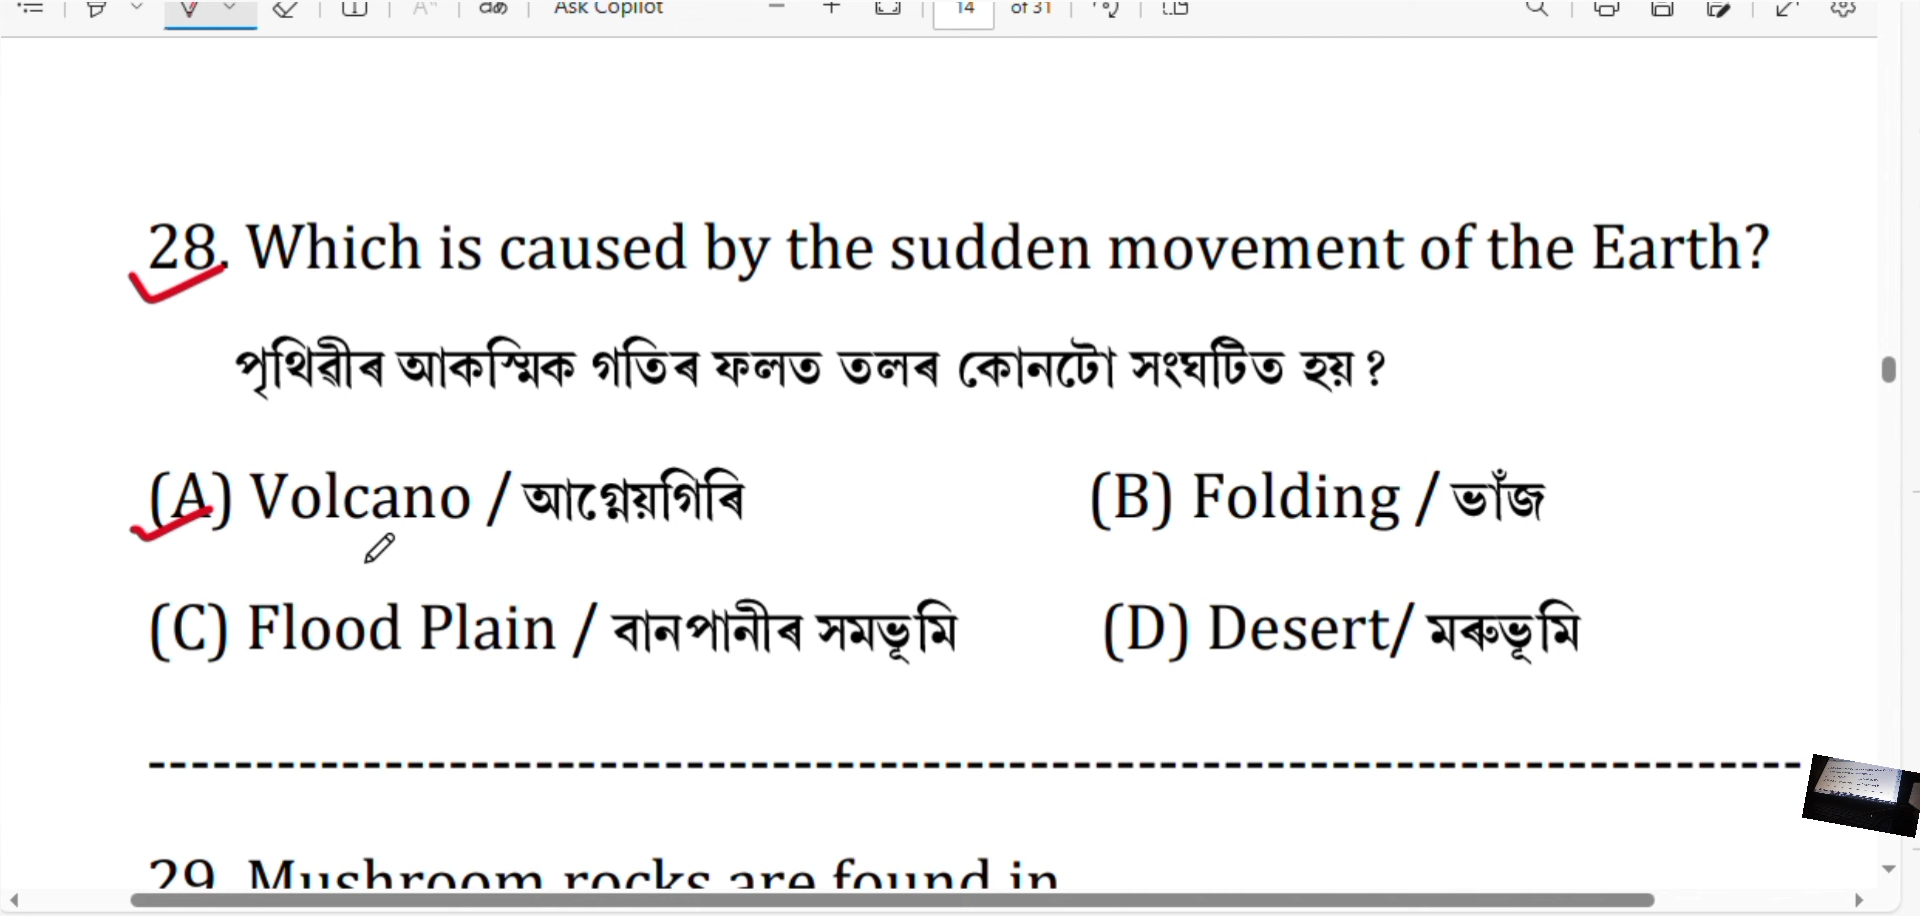 Ask Copilot 14 of 31
28. Which is caused by the sudden movement of the Earth?
পৃথিৱীৰ আকস্মিক গতিৰ ফলত তলৰ কোনটো সংঘটিত হয় ?
(A) Volcano / আগ্নেয়গিৰি (B) Folding / ভাঁজ
(C) Flood Plain / বানপানীৰ সমভূমি (D) Desert/ মৰুভূমি
29. Mushroom rocks are found in